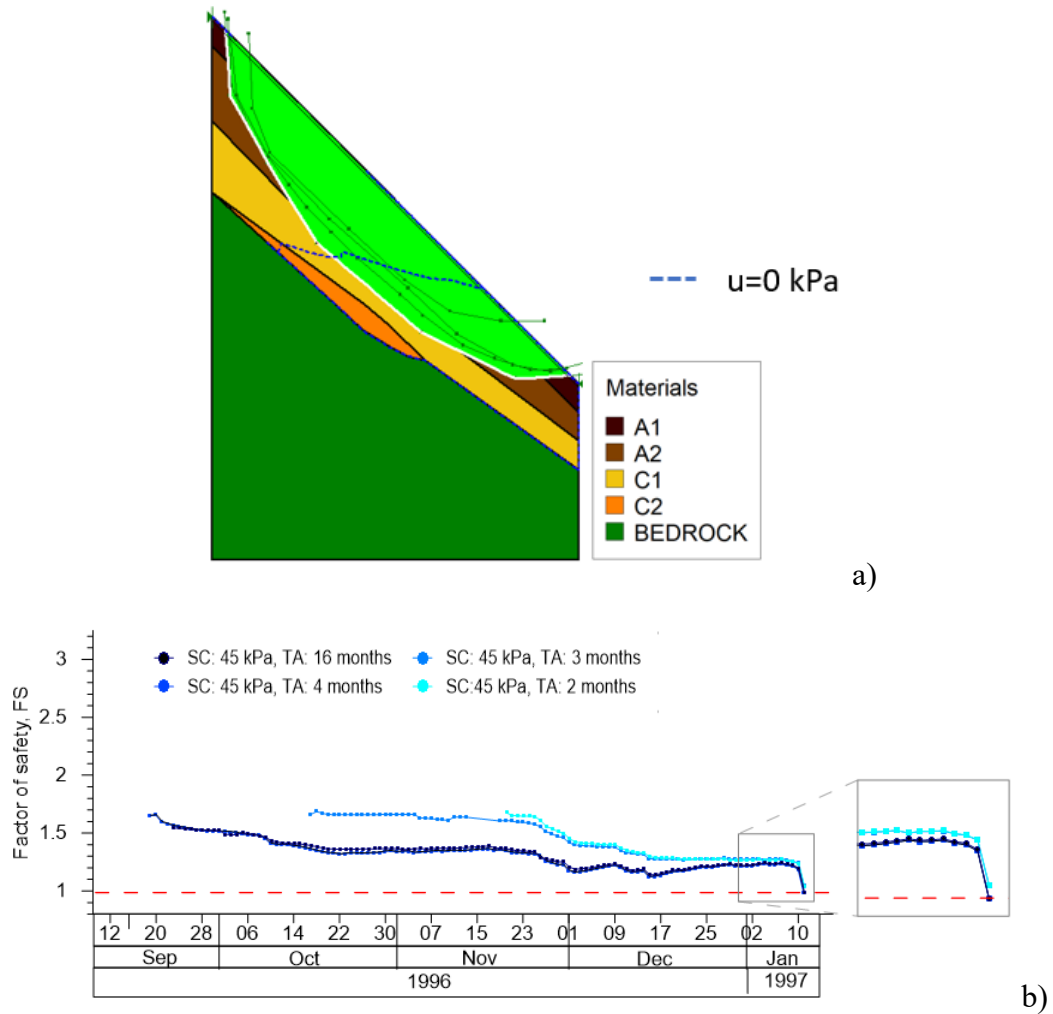 u=0 kPa
Materials
A1
A2
C1
C2
BEDROCK
a)
SC: 45 kPa, TA: 16 months
SC: 45 kPa, TA: 3 months
SC: 45 kPa, TA: 4 months
SC:45 kPa, TA: 2 months
Factor of safety, FS
3
2.5
2
1.5
1
12 20 28 06 14 22 30 07 15 23 01 09 17 25 02 10
Sep Oct Nov Dec Jan
1996 1997
b)